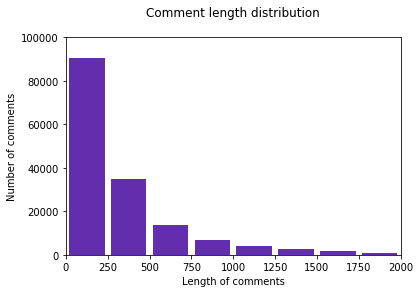 Comment length distribution
100000
80000
60000
40000
20000
0
Number of comments
0 250 500 750 1000 1250 1500 1750 2000
Length of comments